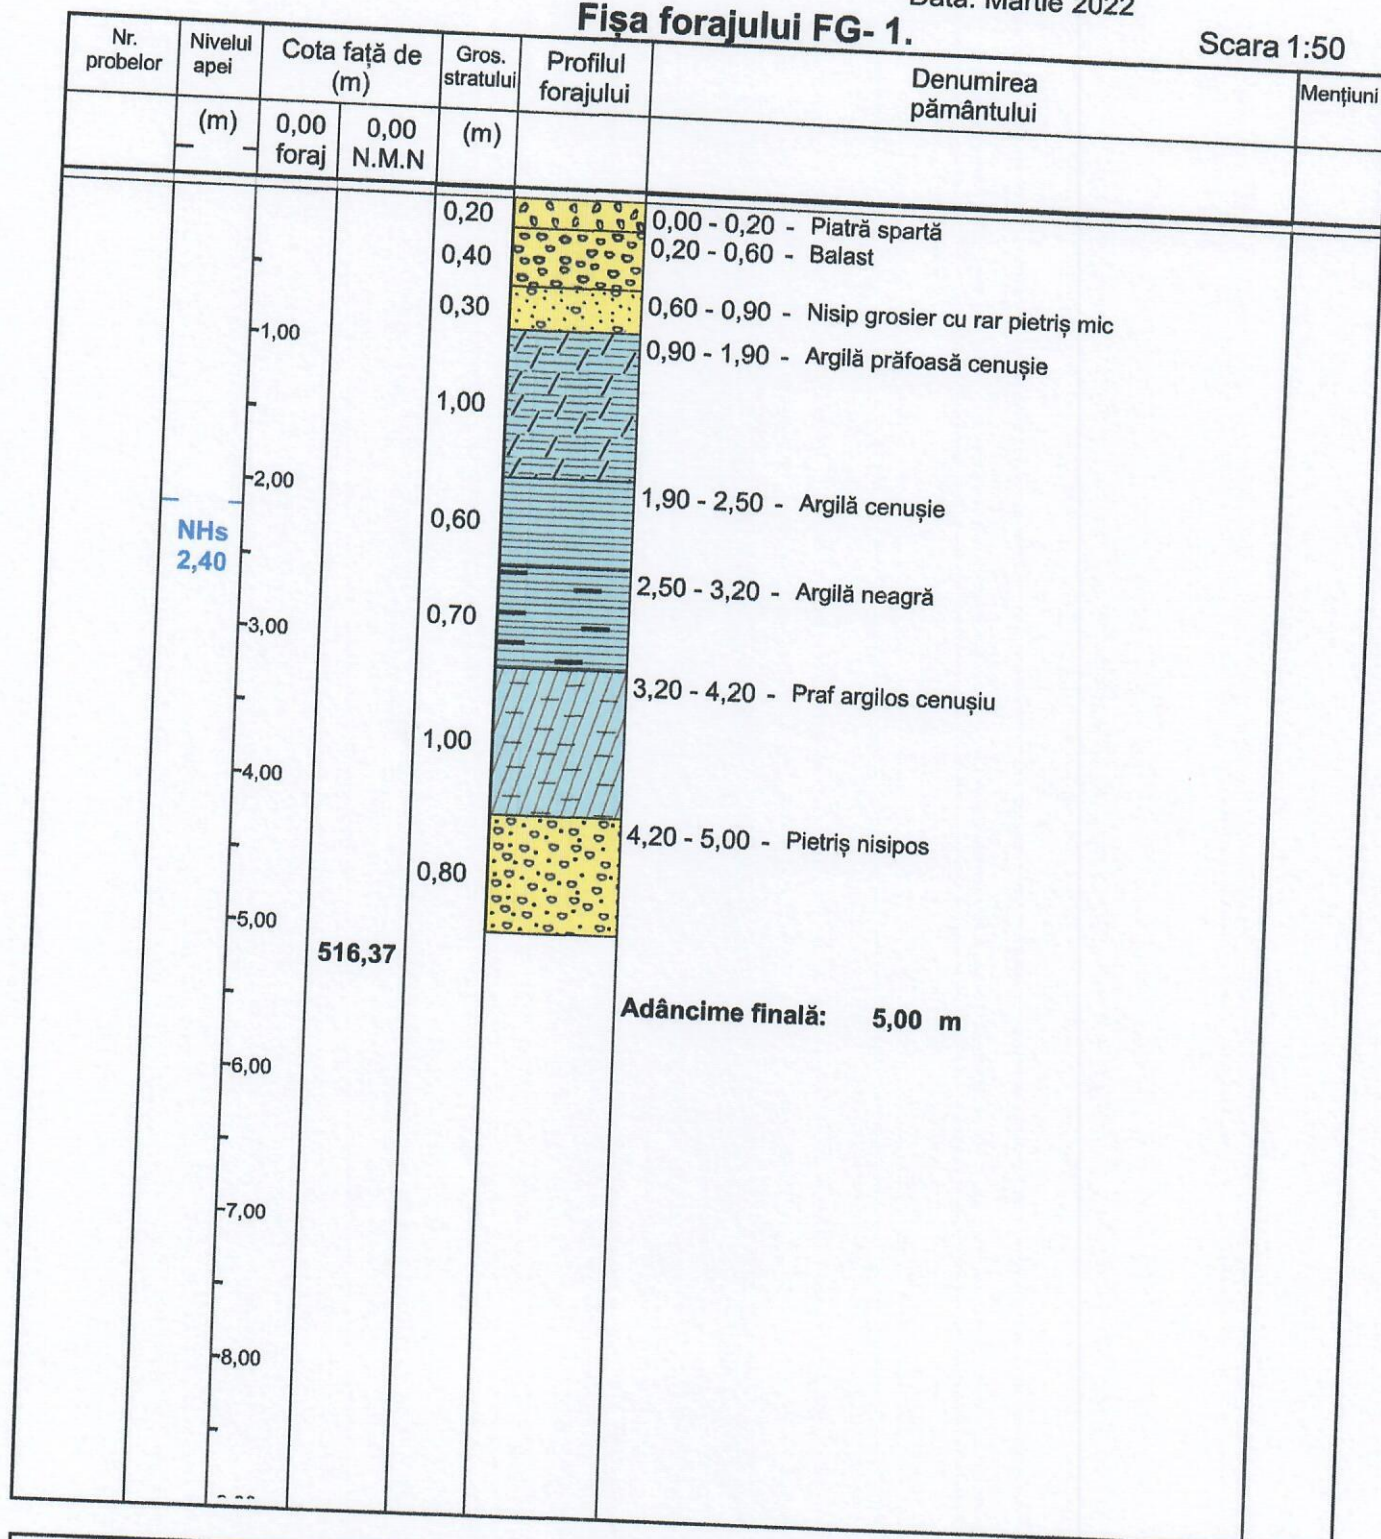 Data: Martie 2022
Fișa forajului FG- 1.
Scara 1:50
Nr. probelor
Nivelul apei
Cota față de (m)
Gros. stratului
Profilul forajului
Denumirea pământului
Mențiuni
(m)
0,00 foraj
0,00 N.M.N
(m)
0,20
0,00 - 0,20 - Piatră spartă
0,40
0,20 - 0,60 - Balast
0,30
0,60 - 0,90 - Nisip grosier cu rar pietriș mic
1,00
0,90 - 1,90 - Argilă prăfoasă cenușie
1,00
2,00
1,90 - 2,50 - Argilă cenușie
0,60
NHs
2,40
2,50 - 3,20 - Argilă neagră
0,70
3,00
3,20 - 4,20 - Praf argilos cenușiu
1,00
4,00
4,20 - 5,00 - Pietriș nisipos
0,80
5,00
516,37
Adâncime finală: 5,00 m
6,00
7,00
8,00